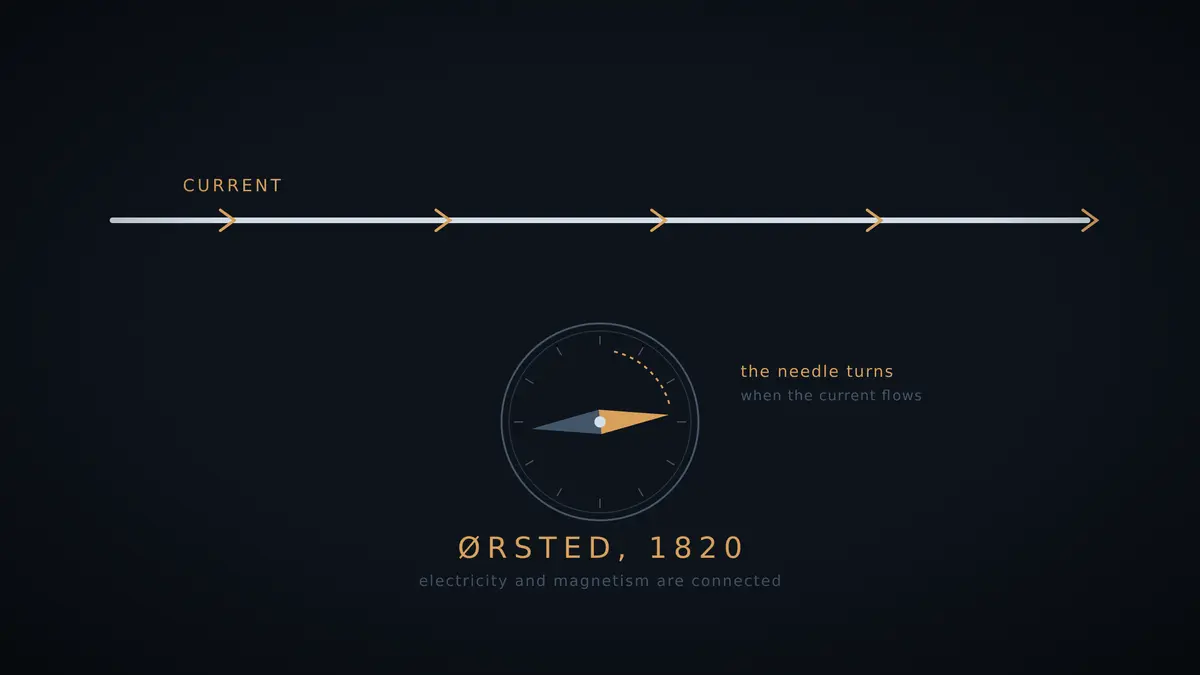 CURRENT
the needle turns
when the current flows
ØRSTED, 1820
electricity and magnetism are connected